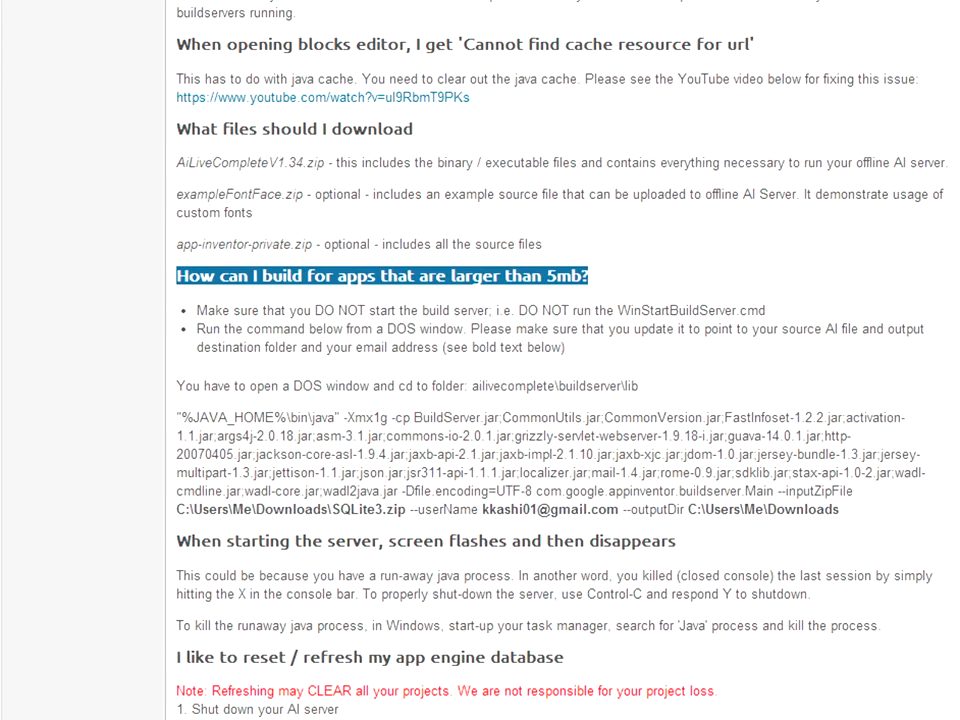 buildservers running.
When opening blocks editor, I get 'Cannot find cache resource for url'
This has to do with java cache. You need to clear out the java cache. Please see the YouTube video below for fixing this issue:
https://www.youtube.com/watch?v=uI9RbmT9PKs
What files should I download
AiLiveCompleteV1.34.zip - this includes the binary / executable files and contains everything necessary to run your offline AI server.
exampleFontFace.zip - optional - includes an example source file that can be uploaded to offline AI Server. It demonstrate usage of
custom fonts
app-inventor-private.zip - optional - includes all the source files
How can I build for apps that are larger than 5mb?
• Make sure that you DO NOT start the build server; i.e. DO NOT run the WinStartBuildServer.cmd
• Run the command below from a DOS window. Please make sure that you update it to point to your source AI file and output
destination folder and your email address (see bold text below)
You have to open a DOS window and cd to folder: ailivecomplete\buildserver\lib
"%JAVA_HOME%\bin\java" -Xmx1g -cp BuildServer.jar;CommonUtils.jar;CommonVersion.jar;FastInfoset-1.2.2.jar;activation-
1.1.jar;args4j-2.0.18.jar;asm-3.1.jar;commons-io-2.0.1.jar;grizzly-servlet-webserver-1.9.18-i.jar;guava-14.0.1.jar;http-
20070405.jar;jackson-core-asl-1.9.4.jar;jaxb-api-2.1.jar;jaxb-impl-2.1.10.jar;jaxb-xjc.jar;jdom-1.0.jar;jersey-bundle-1.3.jar;jersey-
multipart-1.3.jar;jettison-1.1.jar;json.jar;jsr311-api-1.1.1.jar;localizer.jar;mail-1.4.jar;rome-0.9.jar;sdklib.jar;stax-api-1.0-2.jar;wadl-
cmdline.jar;wadl-core.jar;wadl2java.jar -Dfile.encoding=UTF-8 com.google.appinventor.buildserver.Main --inputZipFile
C:\Users\Me\Downloads\SQLite3.zip --userName kkashi01@gmail.com --outputDir C:\Users\Me\Downloads
When starting the server, screen flashes and then disappears
This could be because you have a run-away java process. In another word, you killed (closed console) the last session by simply
hitting the X in the console bar. To properly shut-down the server, use Control-C and respond Y to shutdown.
To kill the runaway java process, in Windows, start-up your task manager, search for 'Java' process and kill the process.
I like to reset / refresh my app engine database
Note: Refreshing may CLEAR all your projects. We are not responsible for your project loss.
1. Shut down your AI server